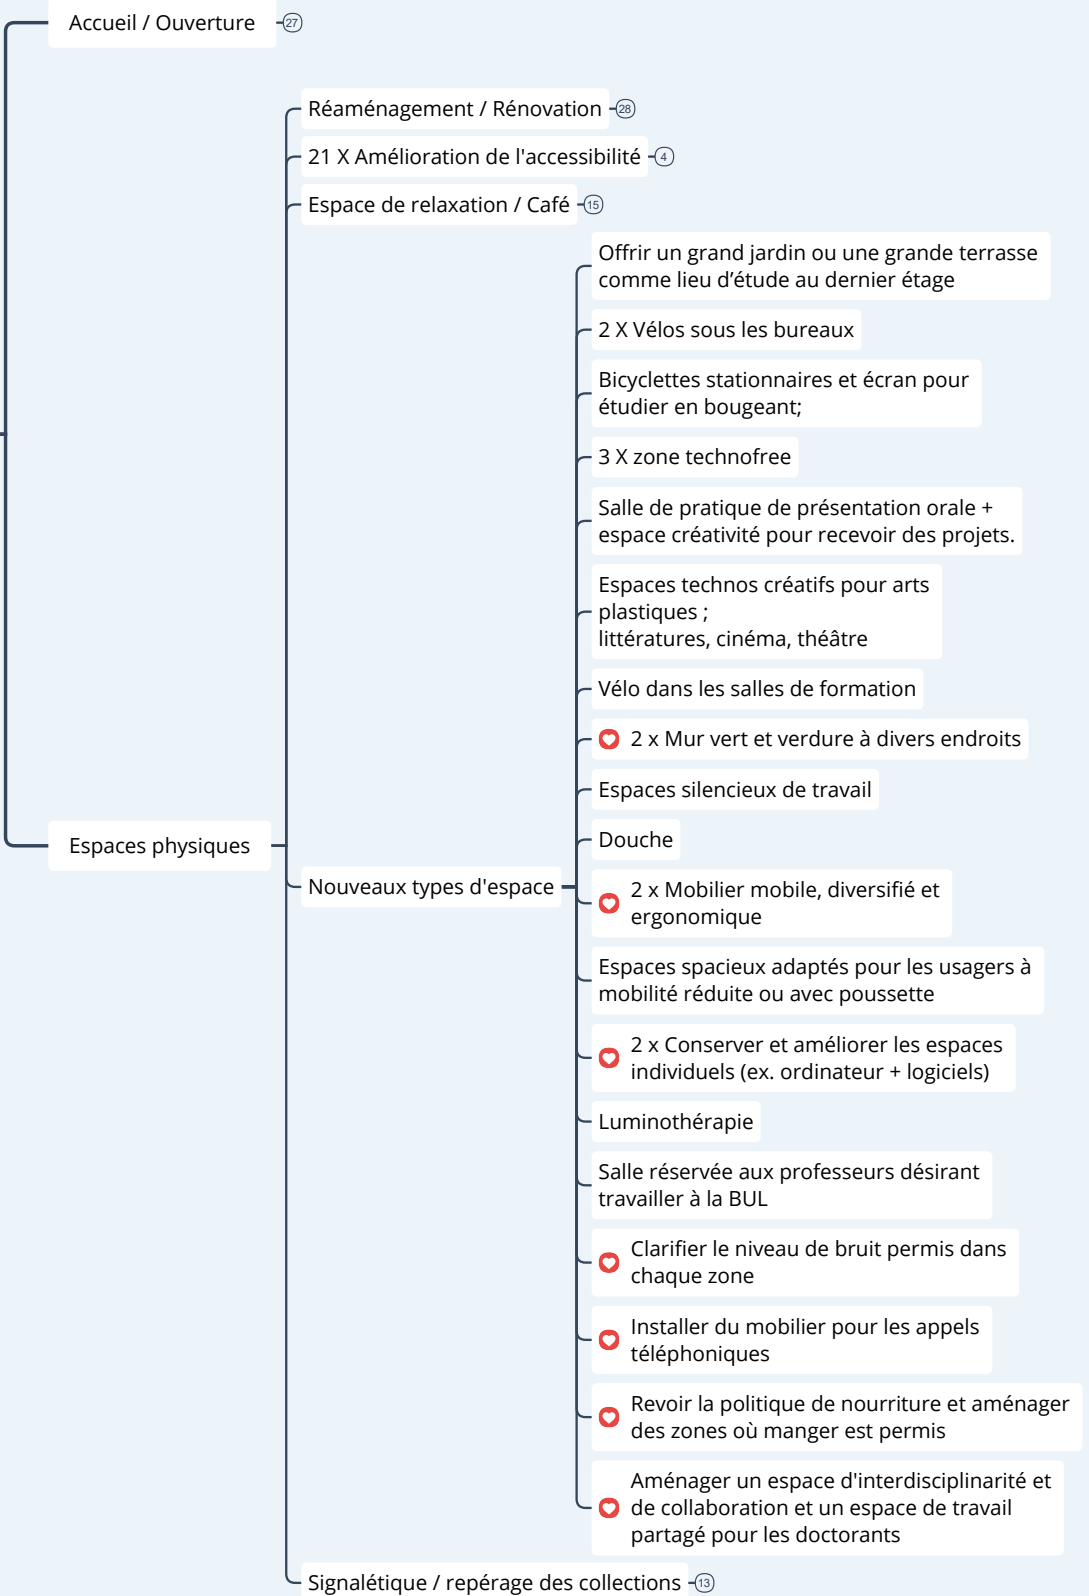 Accueil / Ouverture
27
Réaménagement / Rénovation
28
21 X Amélioration de l'accessibilité
4
Espace de relaxation / Café
15
Offrir un grand jardin ou une grande terrasse
comme lieu d’étude au dernier étage
2 X Vélos sous les bureaux
Bicyclettes stationnaires et écran pour
étudier en bougeant;
3 X zone technofree
Salle de pratique de présentation orale +
espace créativité pour recevoir des projets.
Espaces technos créatifs pour arts
plastiques ;
littératures, cinéma, théâtre
Vélo dans les salles de formation
2 x Mur vert et verdure à divers endroits
Espaces silencieux de travail
Douche
Espaces physiques
Nouveaux types d'espace
2 x Mobilier mobile, diversifié et
ergonomique
Espaces spacieux adaptés pour les usagers à
mobilité réduite ou avec poussette
2 x Conserver et améliorer les espaces
individuels (ex. ordinateur + logiciels)
Luminothérapie
Salle réservée aux professeurs désirant
travailler à la BUL
Clarifier le niveau de bruit permis dans
chaque zone
Installer du mobilier pour les appels
téléphoniques
Revoir la politique de nourriture et aménager
des zones où manger est permis
Aménager un espace d'interdisciplinarité et
de collaboration et un espace de travail
partagé pour les doctorants
Signalétique / repérage des collections
13